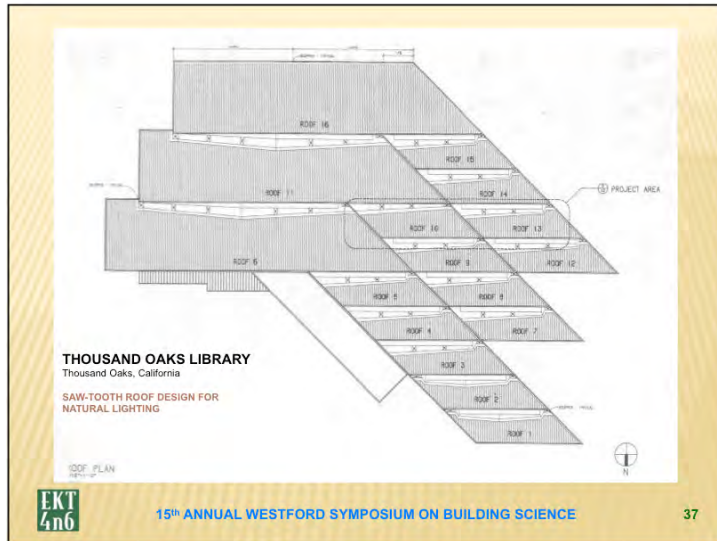 ROOF 16
ROOF 15
ROOF 14
ROOF 11
PROJECT AREA
ROOF 10
ROOF 13
ROOF 6
ROOF 9
ROOF 12
ROOF 5
ROOF 8
ROOF 4
ROOF 7
ROOF 3
ROOF 2
ROOF 1
THOUSAND OAKS LIBRARY
Thousand Oaks, California
SAW-TOOTH ROOF DESIGN FOR
NATURAL LIGHTING
ROOF PLAN
N
EKT
4n6
15th ANNUAL WESTFORD SYMPOSIUM ON BUILDING SCIENCE
37